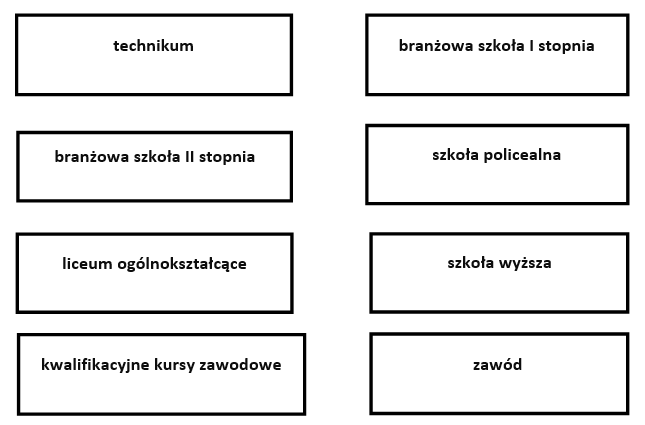 technikum
branżowa szkoła I stopnia
branżowa szkoła II stopnia
szkoła policealna
liceum ogólnokształcące
szkoła wyższa
kwalifikacyjne kursy zawodowe
zawód